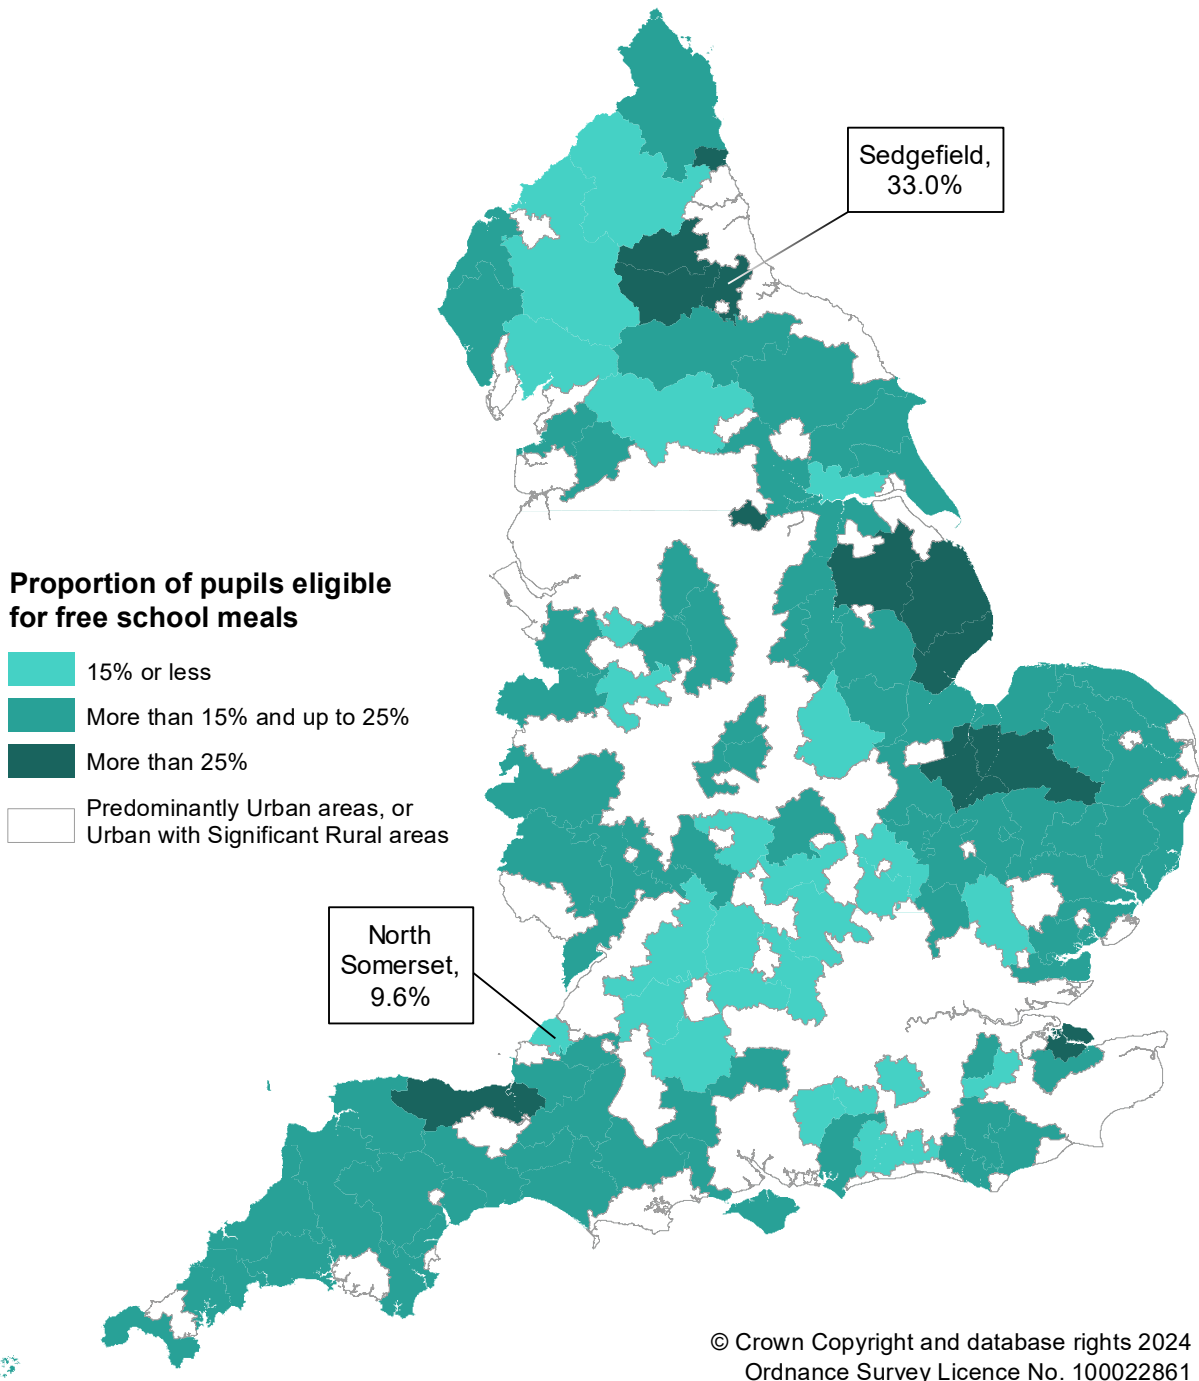 Sedgefield,
33.0%
Proportion of pupils eligible
for free school meals
15% or less
More than 15% and up to 25%
More than 25%
Predominantly Urban areas, or
Urban with Significant Rural areas
North
Somerset,
9.6%
© Crown Copyright and database rights 2024
Ordnance Survey Licence No. 100022861